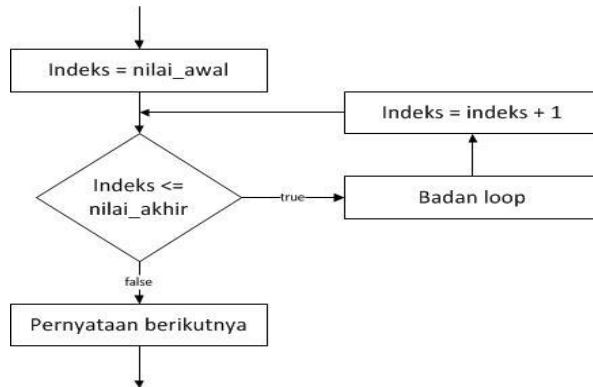 Indeks = nilai_awal
Indeks = indeks + 1
Indeks <=
nilai_akhir
true
Badan loop
false
Pernyataan berikutnya